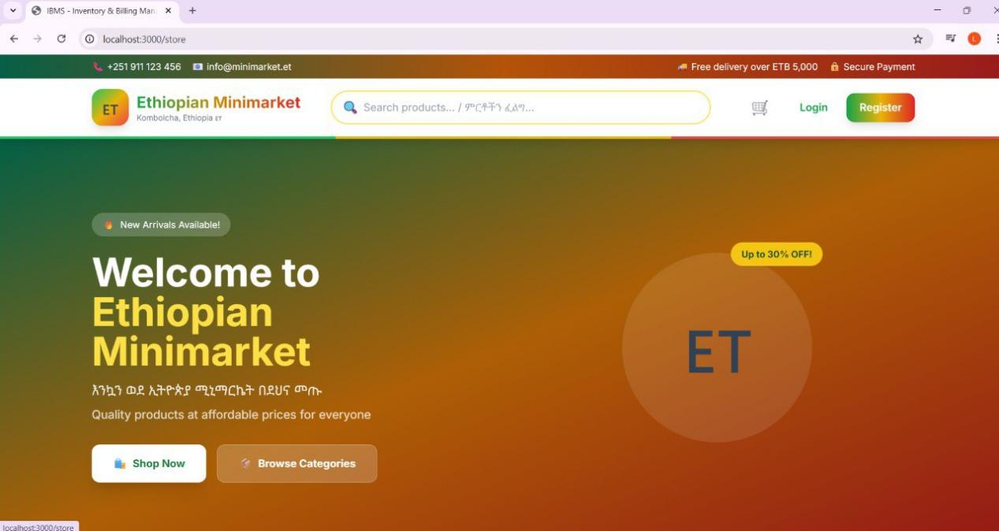 IBMS - Inventory & Billing Man
localhost:3000/store
+251 911 123 456 info@minimarket.et Free delivery over ETB 5,000 Secure Payment
ET
Ethiopian Minimarket
Kombolcha, Ethiopia ET
Search products... / ምርቶችን ፈልግ...
Login
Register
New Arrivals Available!
Up to 30% OFF!
Welcome to
Ethiopian
Minimarket
ET
እንኳን ወደ ኢትዮጵያ ሚኒማርኬት በደህና መጡ
Quality products at affordable prices for everyone
Shop Now
Browse Categories
localhost:3000/store